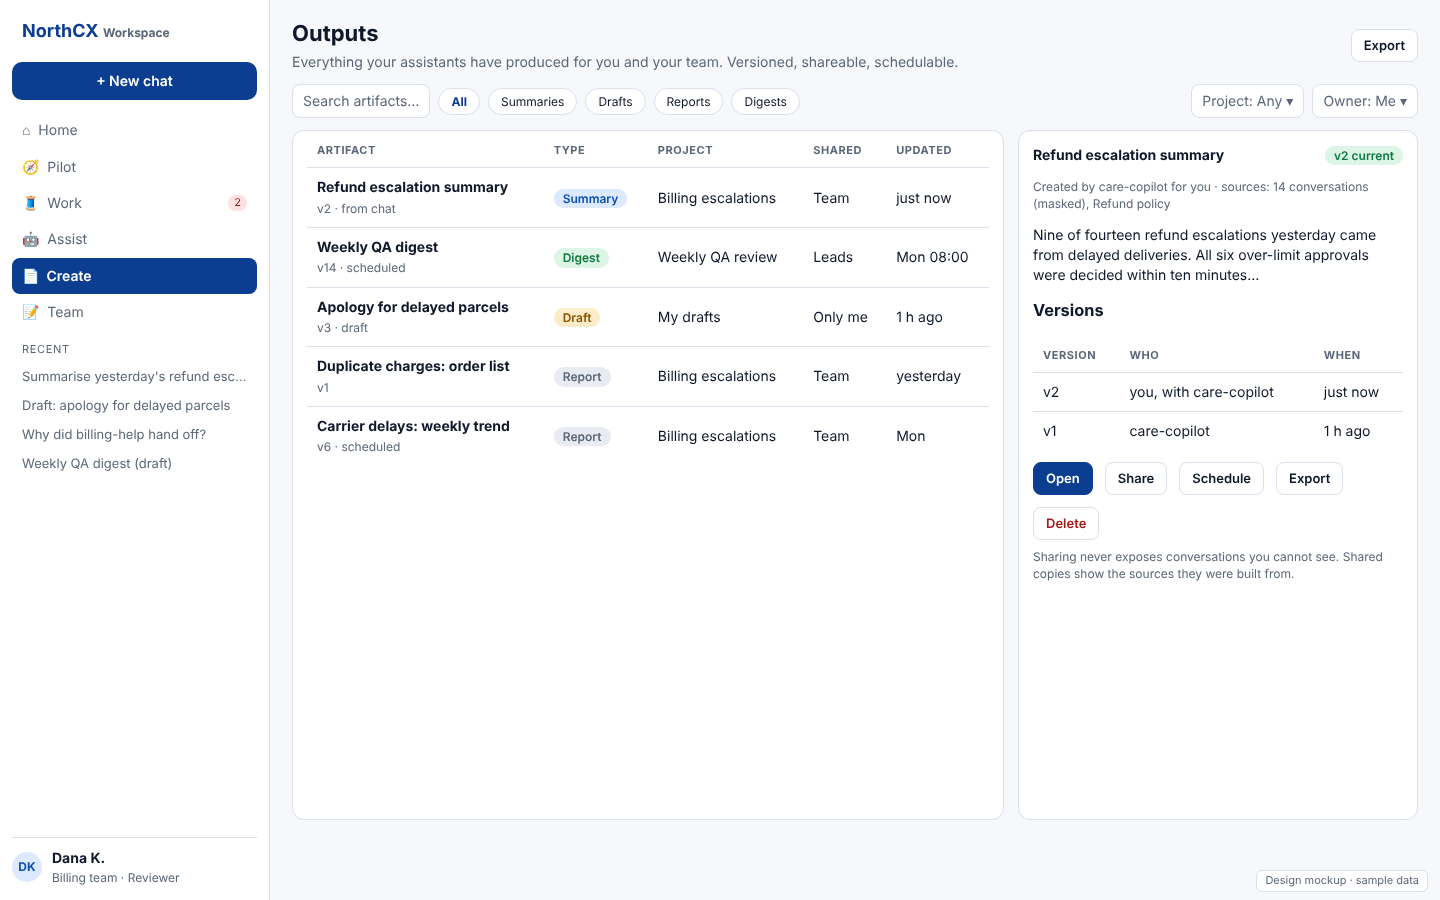 NorthCX Workspace
+ New chat
Home
Pilot
Work 2
Assist
Create
Team
RECENT
Summarise yesterday's refund esc...
Draft: apology for delayed parcels
Why did billing-help hand off?
Weekly QA digest (draft)
DK
Dana K.
Billing team · Reviewer
Outputs
Everything your assistants have produced for you and your team. Versioned, shareable, schedulable.
Export
Search artifacts... All Summaries Drafts Reports Digests Project: Any ▾ Owner: Me ▾
ARTIFACT TYPE PROJECT SHARED UPDATED
Refund escalation summary
v2 · from chat
Summary Billing escalations Team just now
Weekly QA digest
v14 · scheduled
Digest Weekly QA review Leads Mon 08:00
Apology for delayed parcels
v3 · draft
Draft My drafts Only me 1 h ago
Duplicate charges: order list
v1
Report Billing escalations Team yesterday
Carrier delays: weekly trend
v6 · scheduled
Report Billing escalations Team Mon
Refund escalation summary v2 current
Created by care-copilot for you · sources: 14 conversations
(masked), Refund policy
Nine of fourteen refund escalations yesterday came
from delayed deliveries. All six over-limit approvals
were decided within ten minutes...
Versions
VERSION WHO WHEN
v2 you, with care-copilot just now
v1 care-copilot 1 h ago
Open Share Schedule Export
Delete
Sharing never exposes conversations you cannot see. Shared
copies show the sources they were built from.
Design mockup · sample data